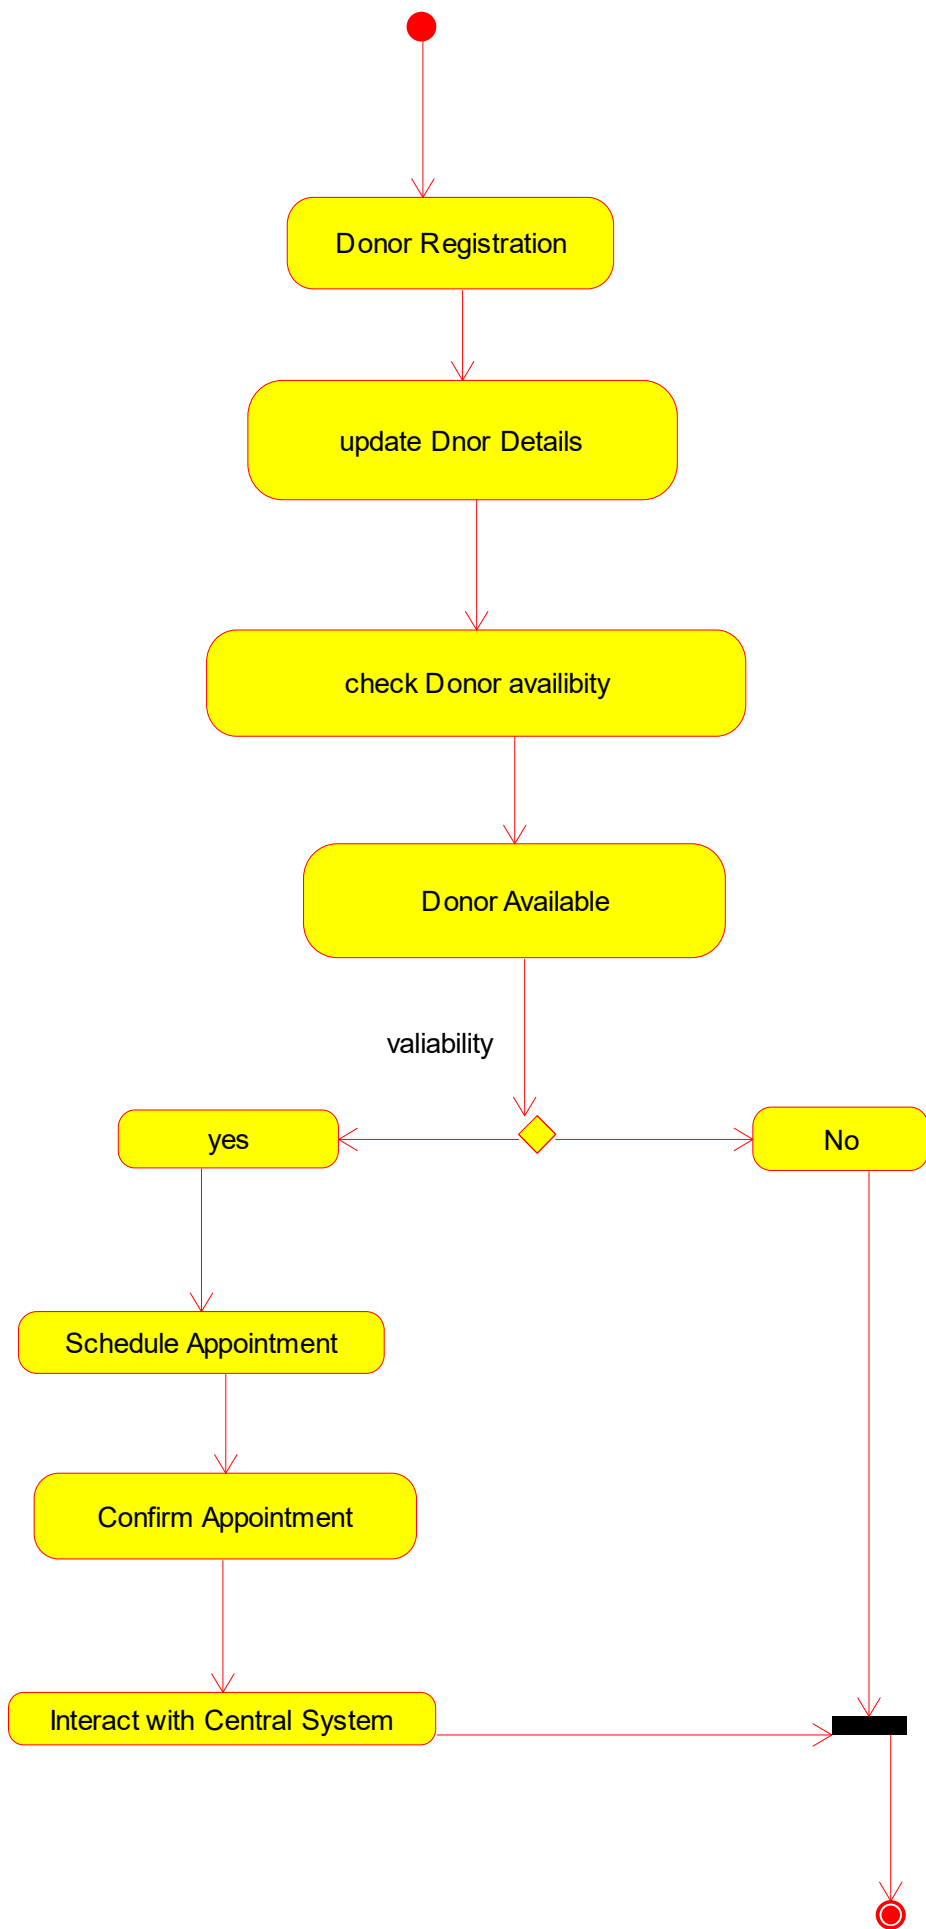 Donor Registration
update Dnor Details
check Donor availibity
Donor Available
valiability
yes
No
Schedule Appointment
Confirm Appointment
Interact with Central System